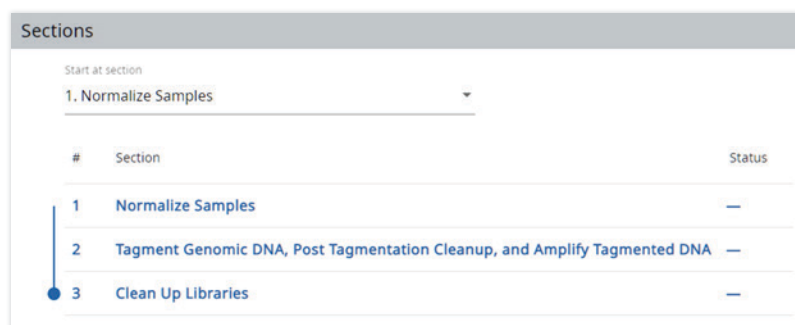 Sections
Start at section
1. Normalize Samples
# Section Status
1 Normalize Samples —
2 Tagment Genomic DNA, Post Tagmentation Cleanup, and Amplify Tagmented DNA —
3 Clean Up Libraries —